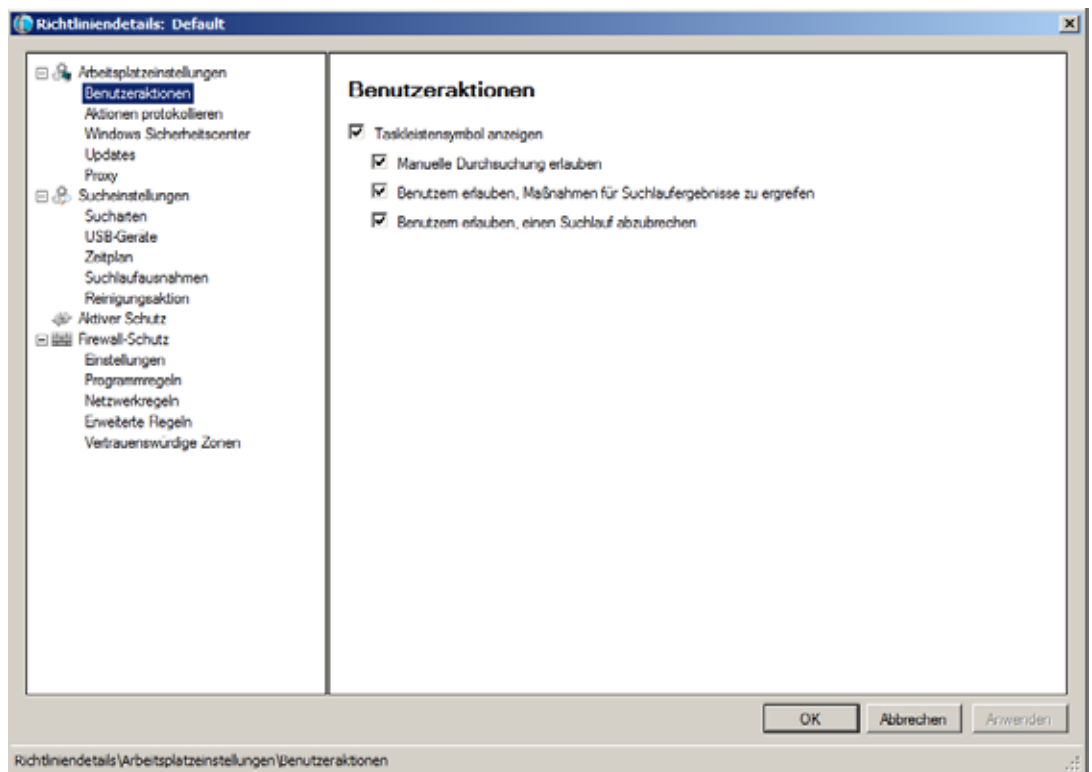 Richtliniendetails: Default
Arbeitsplatzeinstellungen
Benutzeraktionen
Aktionen protokollieren
Windows Sicherheitscenter
Updates
Proxy
Sucheinstellungen
Sucharten
USB-Geräte
Zeitplan
Suchlaufausnahmen
Reinigungsaktion
Aktiver Schutz
Firewall-Schutz
Einstellungen
Programmregeln
Netzwerkregeln
Erweiterte Regeln
Vertrauenswürdige Zonen
Benutzeraktionen
Taskleistensymbol anzeigen
Manuelle Durchsuchung erlauben
Benutzern erlauben, Maßnahmen für Suchlaufergebnisse zu ergreifen
Benutzern erlauben, einen Suchlauf abzubrechen
OK
Abbrechen
Anwenden
Richtliniendetails\Arbeitsplatzeinstellungen\Benutzeraktionen